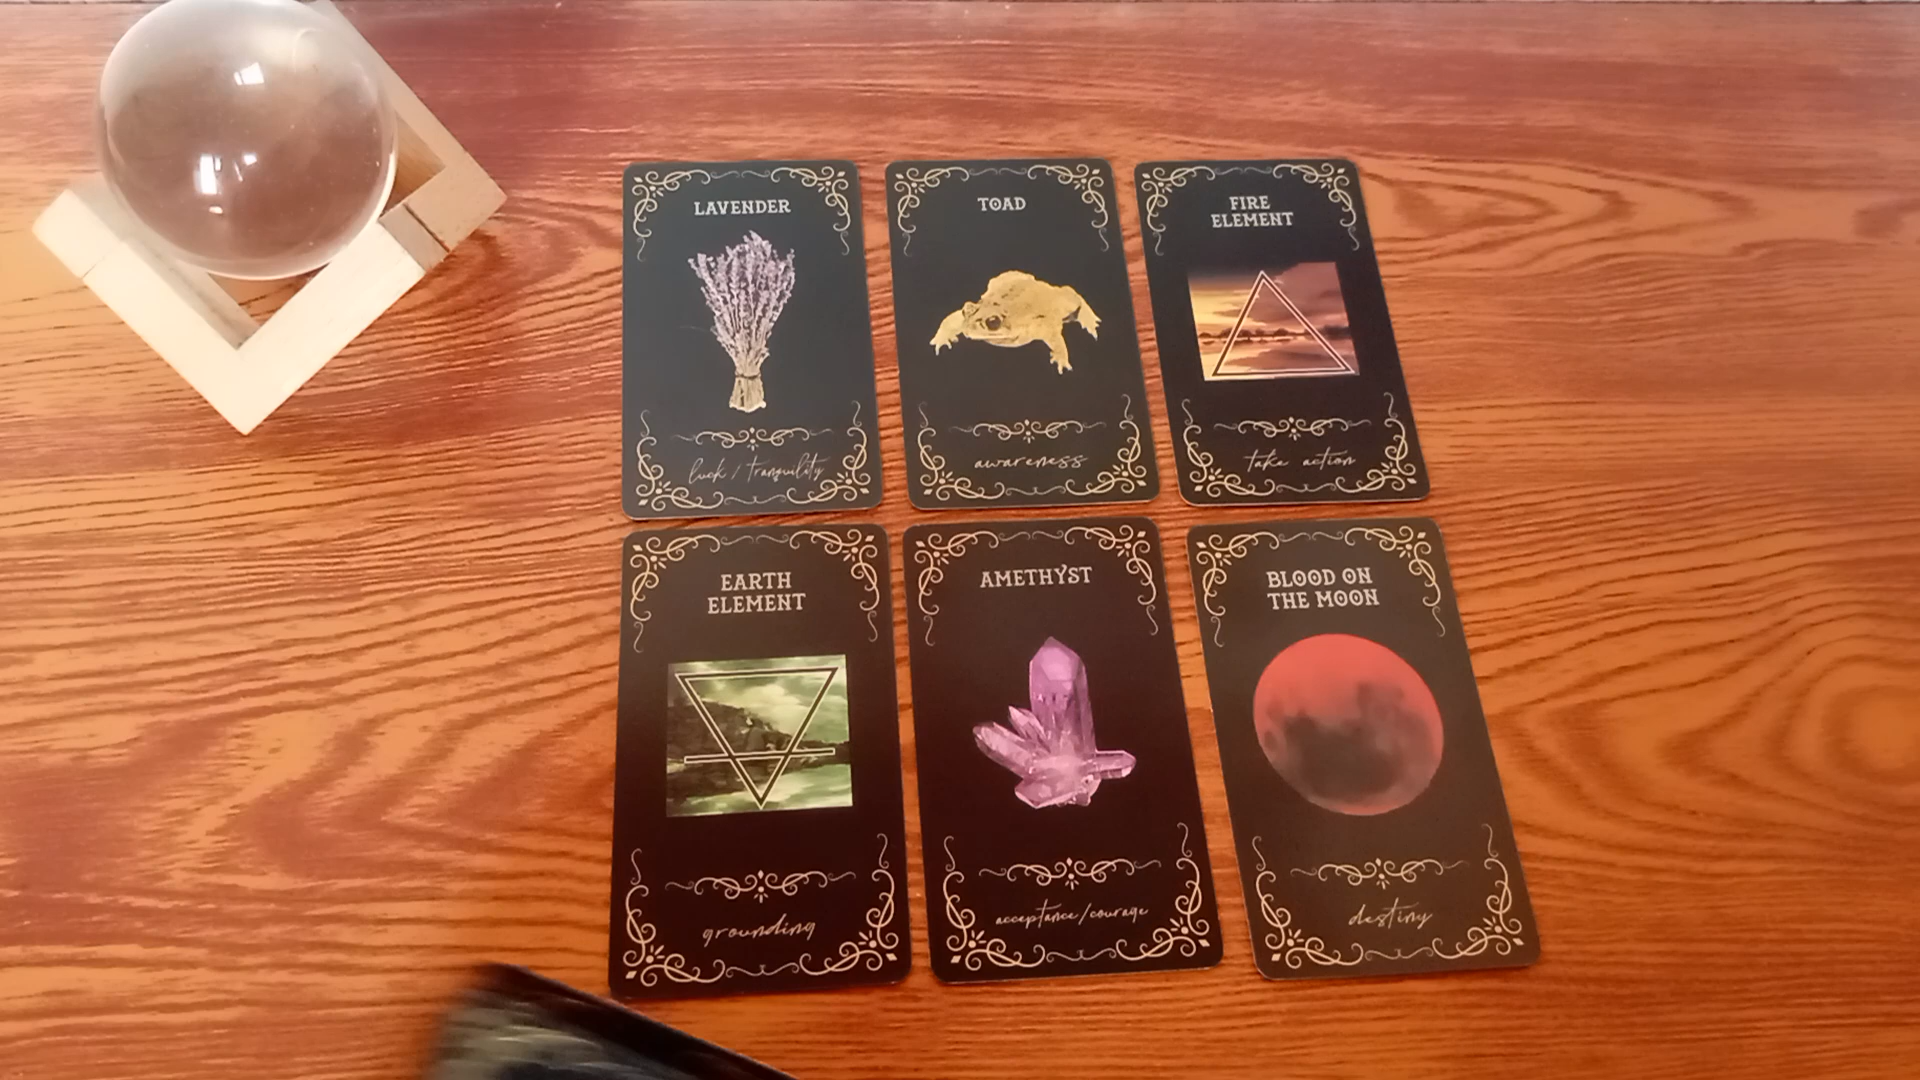 LAVENDER
luck / tranquility
TOAD
awareness
FIRE
ELEMENT
take action
EARTH
ELEMENT
grounding
AMETHYST
acceptance/courage
BLOOD ON
THE MOON
destiny